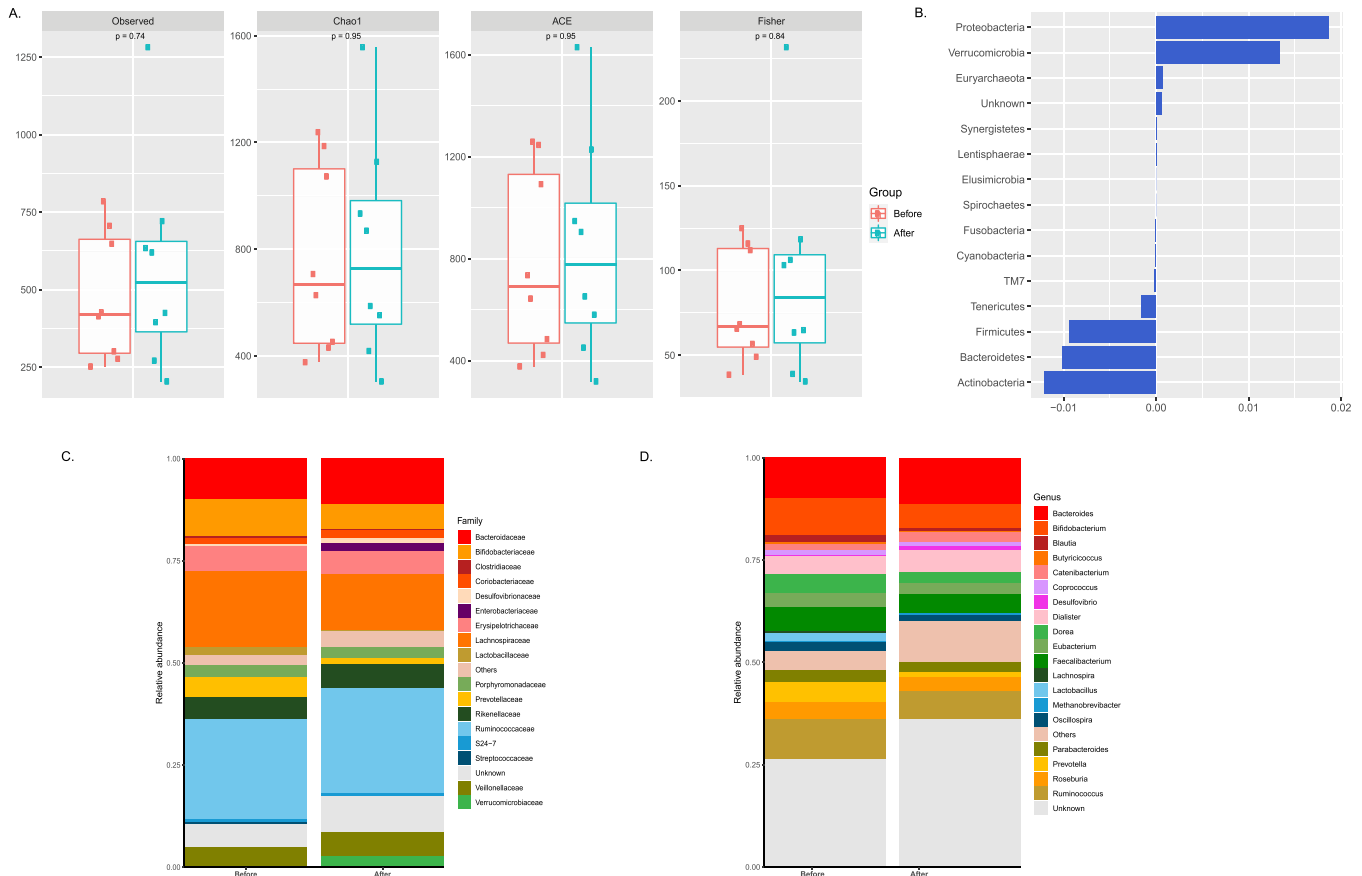 A.
Observed
Chao1
ACE
Fisher
p = 0.74
p = 0.95
p = 0.95
p = 0.84
1250
1000
750
500
250
1600
1200
800
400
1600
1200
800
400
200
150
100
50
Group
Before
After
B.
Proteobacteria
Verrucomicrobia
Euryarchaeota
Unknown
Synergistetes
Lentisphaerae
Elusimicrobia
Spirochaetes
Fusobacteria
Cyanobacteria
TM7
Tenericutes
Firmicutes
Bacteroidetes
Actinobacteria
−0.01
0.00
0.01
0.02
C.
Relative abundance
1.00
0.75
0.50
0.25
0.00
Before
After
Family
Bacteroidaceae
Bifidobacteriaceae
Clostridiaceae
Coriobacteriaceae
Desulfovibrionaceae
Enterobacteriaceae
Erysipelotrichaceae
Lachnospiraceae
Lactobacillaceae
Others
Porphyromonadaceae
Prevotellaceae
Rikenellaceae
Ruminococcaceae
S24−7
Streptococcaceae
Unknown
Veillonellaceae
Verrucomicrobiaceae
D.
Relative abundance
1.00
0.75
0.50
0.25
0.00
Before
After
Genus
Bacteroides
Bifidobacterium
Blautia
Butyricicoccus
Catenibacterium
Coprococcus
Desulfovibrio
Dialister
Dorea
Eubacterium
Faecalibacterium
Lachnospira
Lactobacillus
Methanobrevibacter
Oscillospira
Others
Parabacteroides
Prevotella
Roseburia
Ruminococcus
Unknown